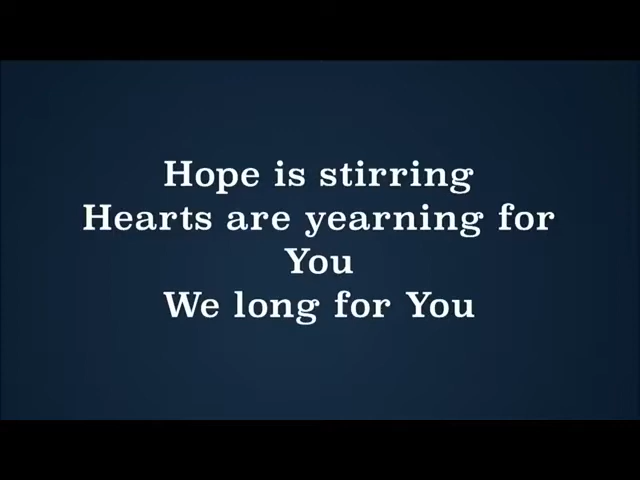 Hope is stirring
Hearts are yearning for
You
We long for You